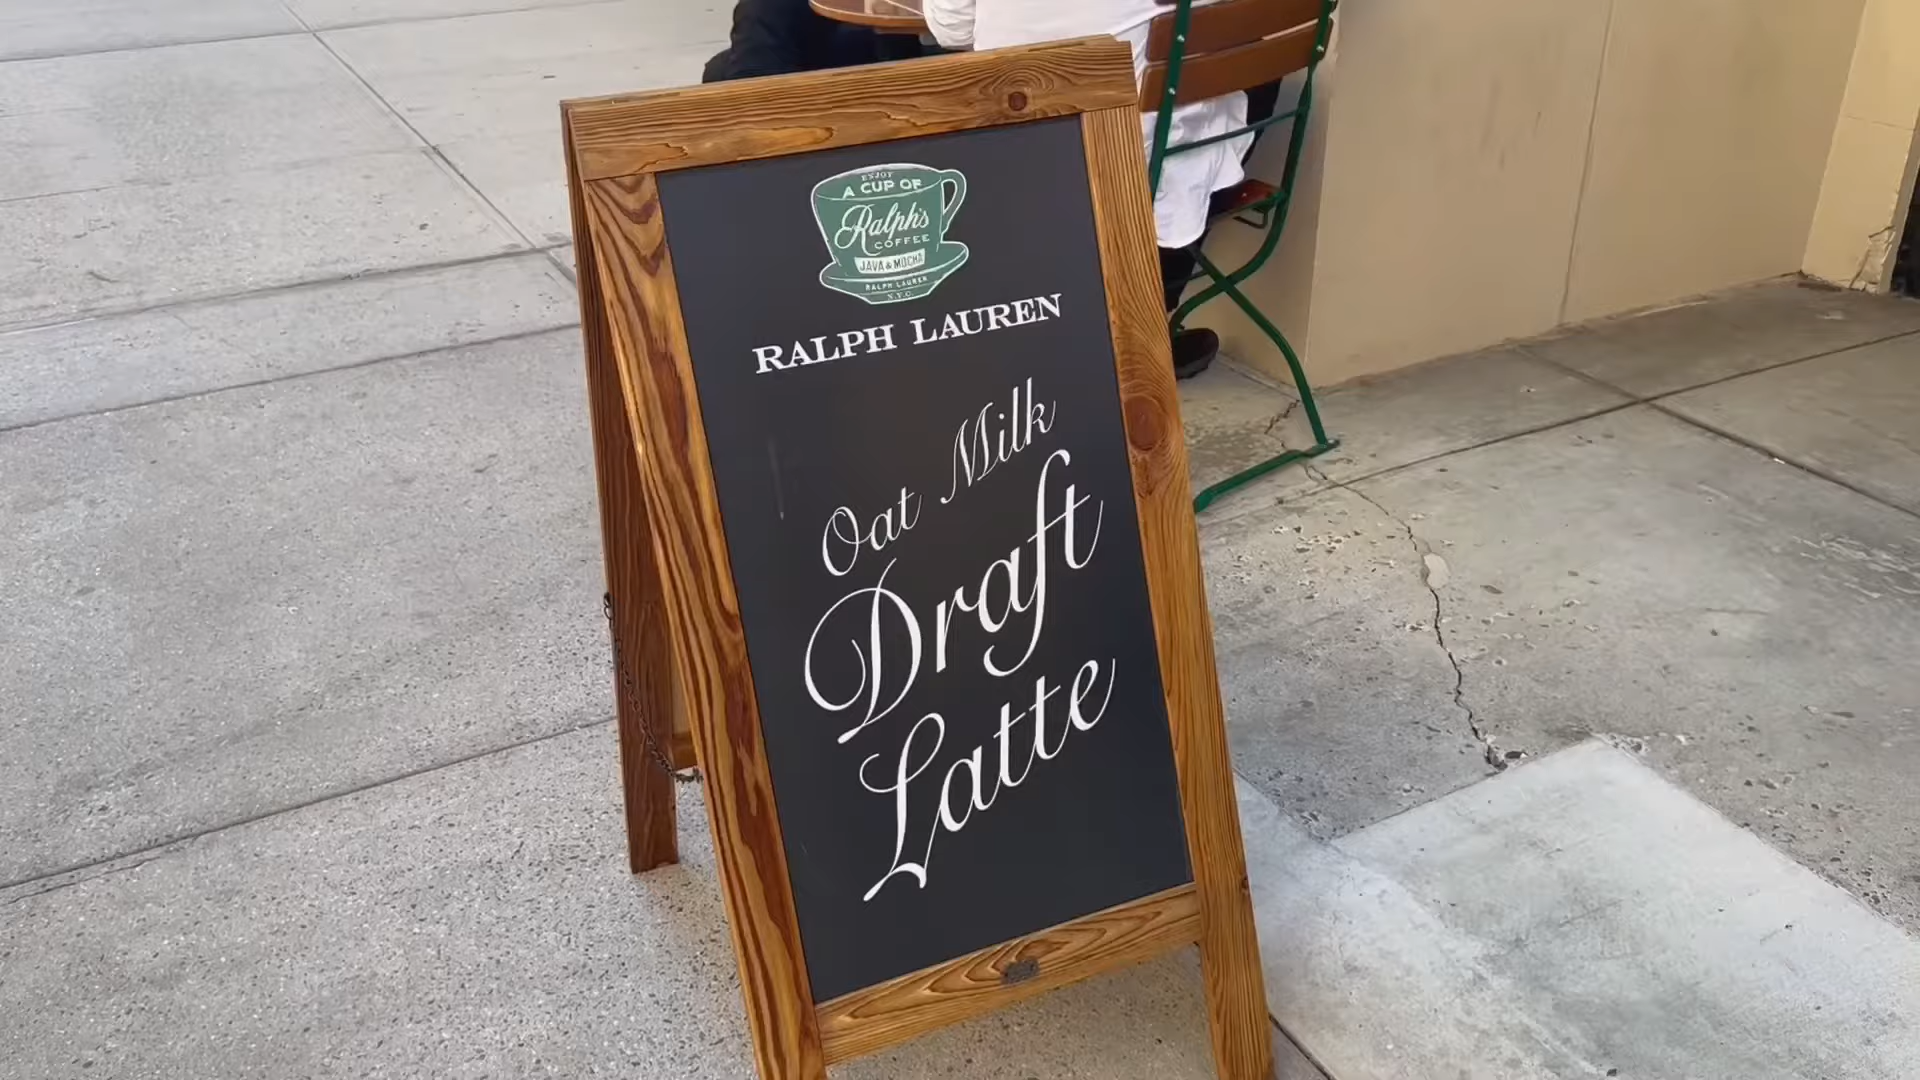 ENJOY
A CUP OF
Ralph's
COFFEE
JAVA & MOCHA
RALPH LAUREN
N.Y.C.
RALPH LAUREN
Oat Milk
Draft
Latte